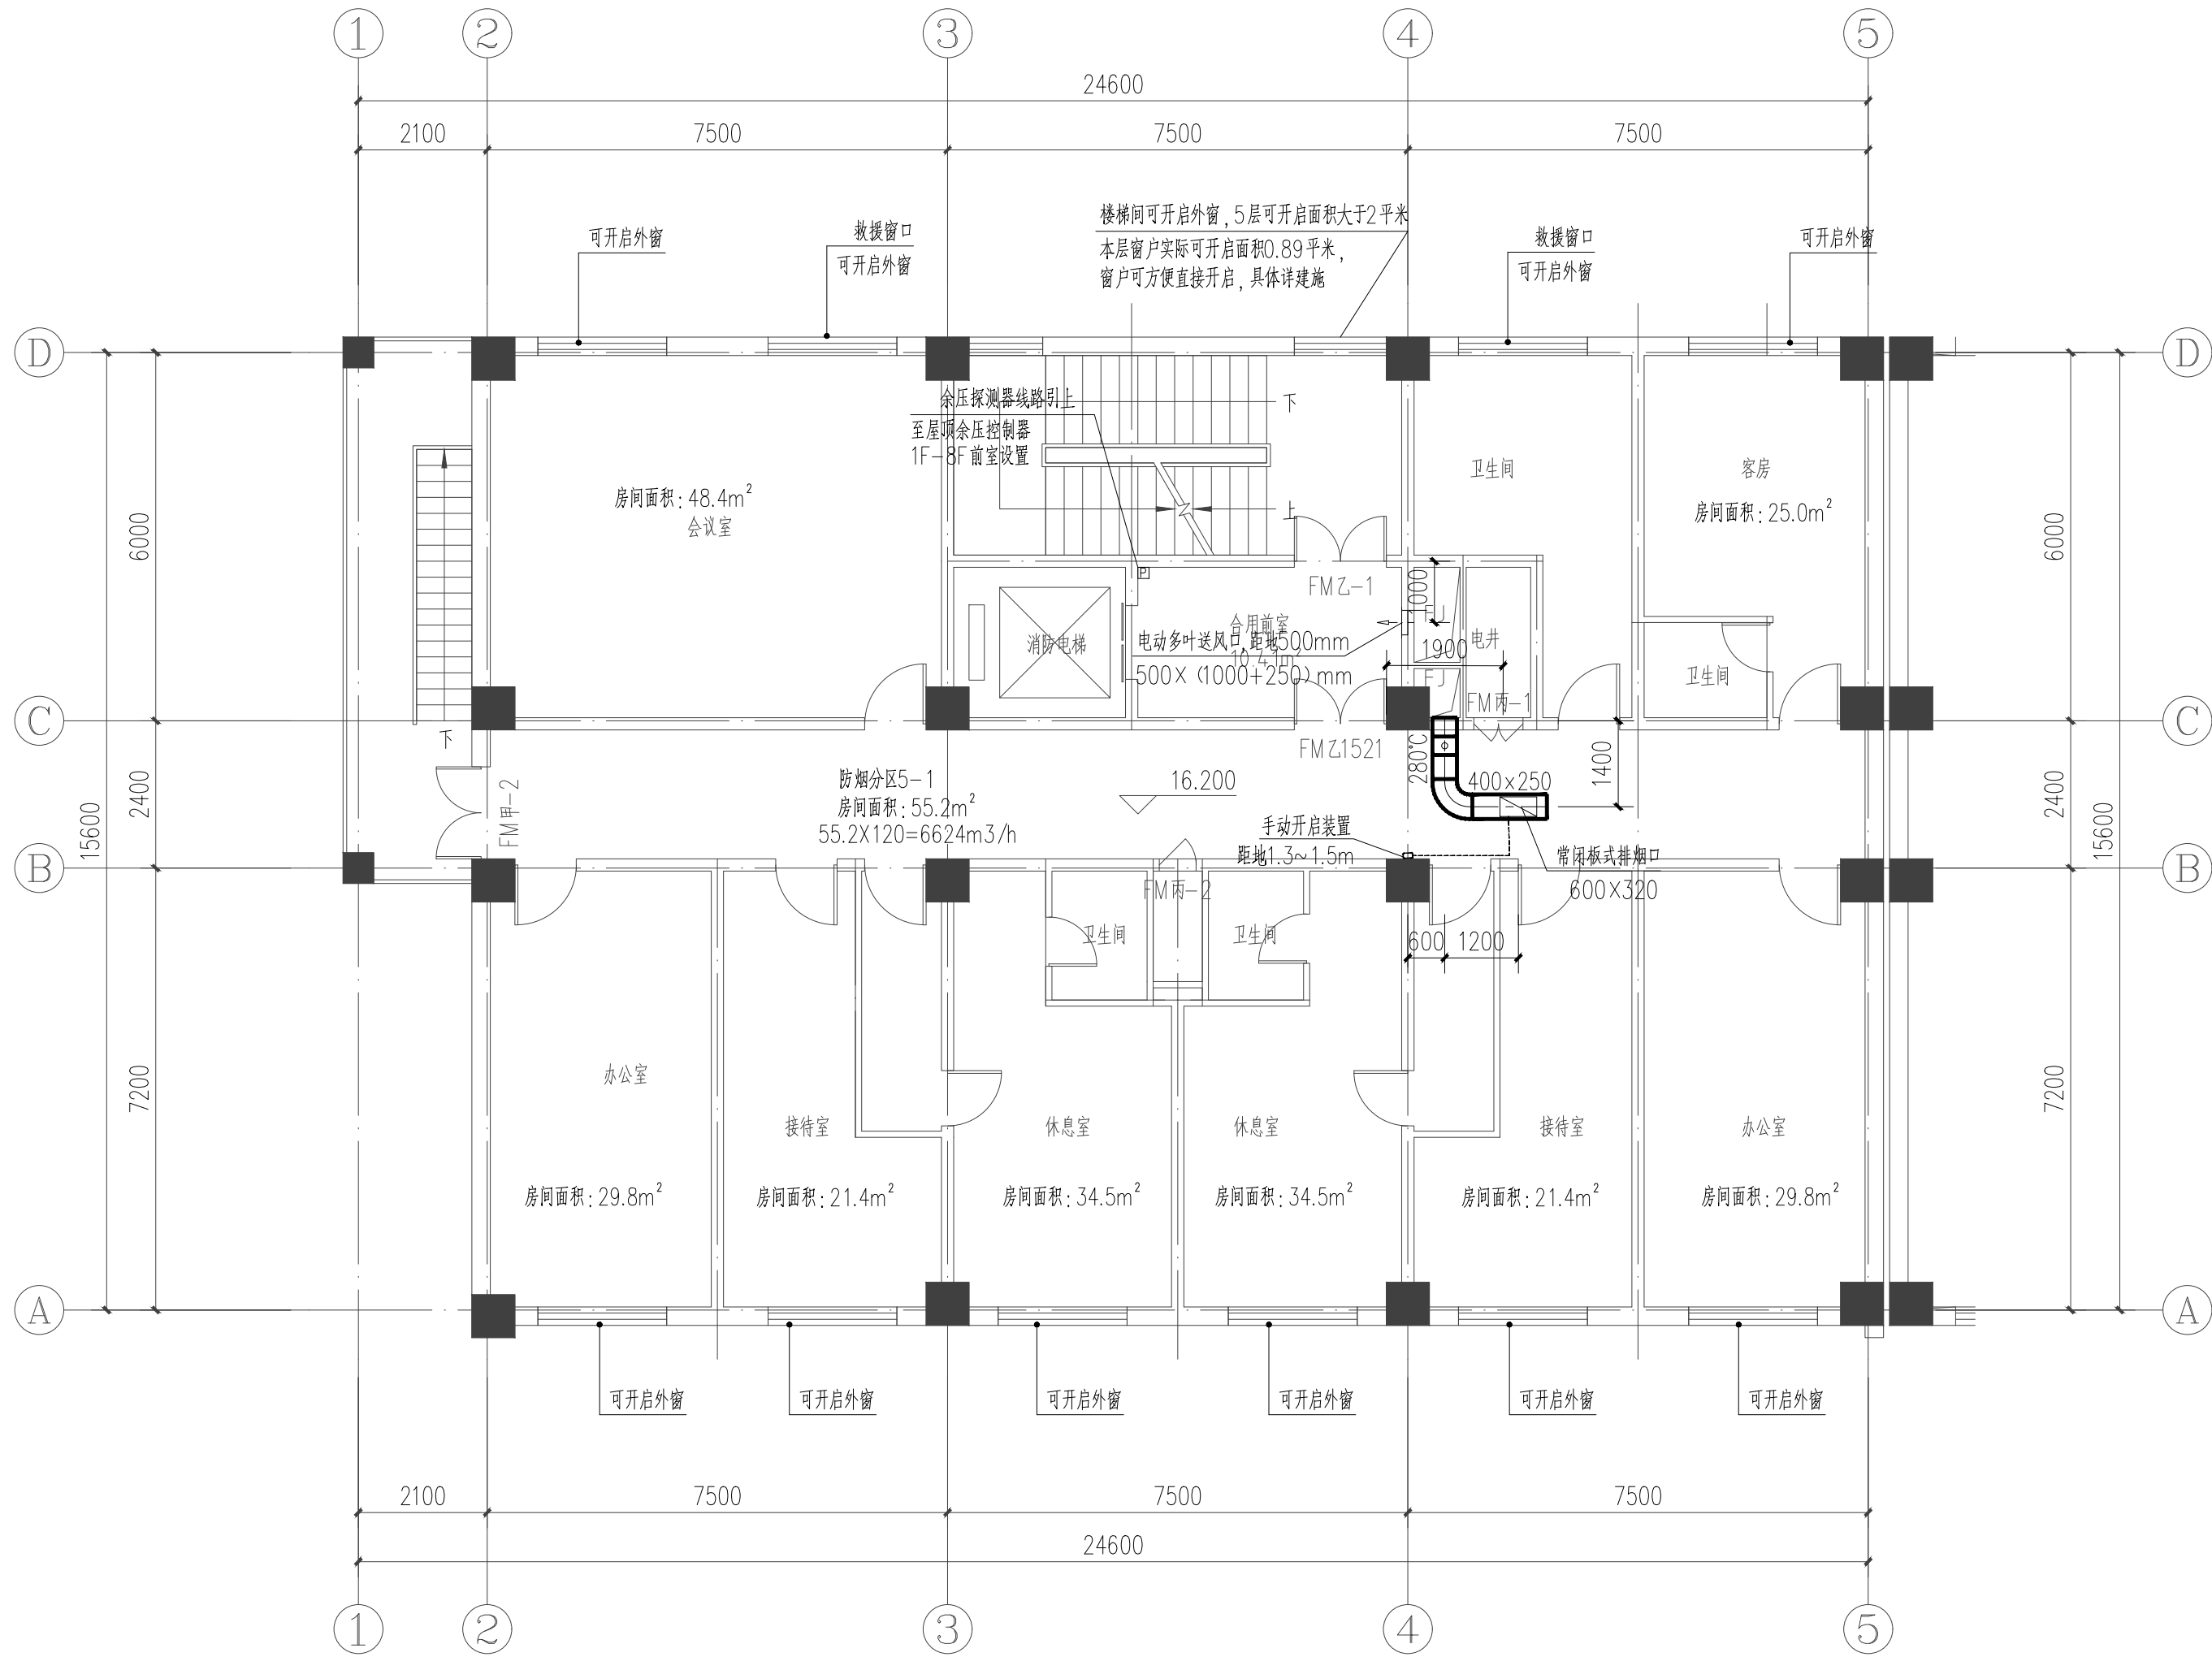 1
2
3
4
5
24600
2100
7500
7500
7500
楼梯间可开启外窗,5层可开启面积大于2平米
本层窗户实际可开启面积0.89平米,
窗户可方便直接开启,具体详建施
可开启外窗
救援窗口
可开启外窗
救援窗口
可开启外窗
可开启外窗
D
D
余压探测器线路引上
至屋顶余压控制器
1F-8F前室设置
下
上
卫生间
客房
房间面积:25.0m²
房间面积:48.4m²
会议室
6000
6000
P
FM乙-1
1000
FJ
合用前室
10.41m²
消防电梯
电动多叶送风口,距地500mm
500×(1000+250)mm
电井
1900
FJ
卫生间
FM丙-1
C
C
下
FM乙1521
280℃
400×250
1400
防烟分区5-1
房间面积:55.2m²
55.2X120=6624m3/h
16.200
FM甲-2
2400
2400
15600
15600
手动开启装置
距地1.3~1.5m
常闭板式排烟口
600×320
B
B
FM丙-2
卫生间
卫生间
600
1200
7200
7200
办公室
接待室
休息室
休息室
接待室
办公室
房间面积:29.8m²
房间面积:21.4m²
房间面积:34.5m²
房间面积:34.5m²
房间面积:21.4m²
房间面积:29.8m²
A
A
可开启外窗
可开启外窗
可开启外窗
可开启外窗
可开启外窗
可开启外窗
2100
7500
7500
7500
24600
1
2
3
4
5